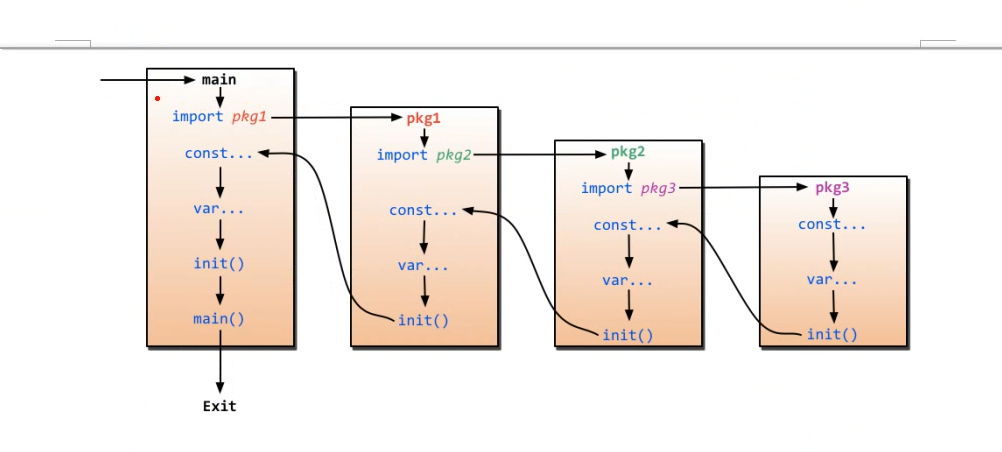 main
import pkg1
const...
var...
init()
main()
Exit
pkg1
import pkg2
const...
var...
init()
pkg2
import pkg3
const...
var...
init()
pkg3
const...
var...
init()